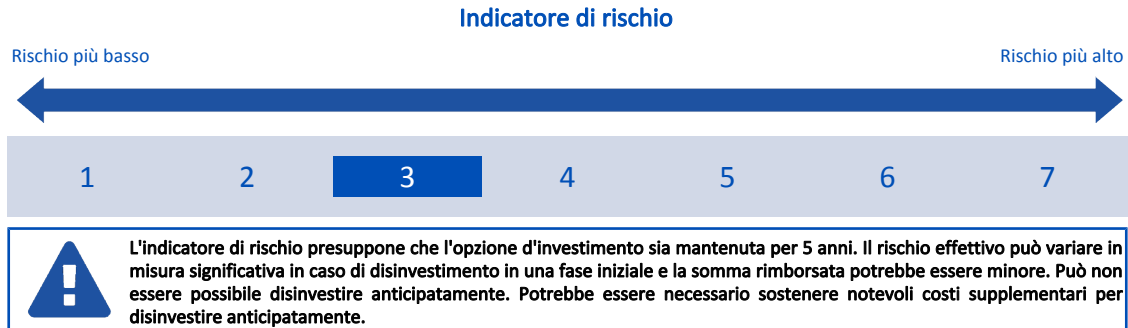 Indicatore di rischio
Rischio più basso Rischio più alto
1 2 3 4 5 6 7
L'indicatore di rischio presuppone che l'opzione d'investimento sia mantenuta per 5 anni. Il rischio effettivo può variare in
misura significativa in caso di disinvestimento in una fase iniziale e la somma rimborsata potrebbe essere minore. Può non
essere possibile disinvestire anticipatamente. Potrebbe essere necessario sostenere notevoli costi supplementari per
disinvestire anticipatamente.